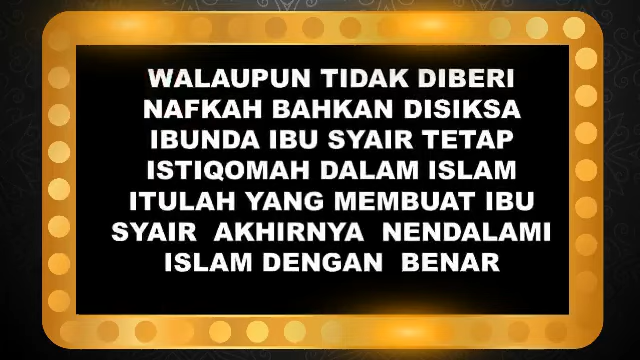 WALAUPUN TIDAK DIBERI
NAFKAH BAHKAN DISIKSA
IBUNDA IBU SYAIR TETAP
ISTIQOMAH DALAM ISLAM
ITULAH YANG MEMBUAT IBU
SYAIR AKHIRNYA NENDALAMI
ISLAM DENGAN BENAR